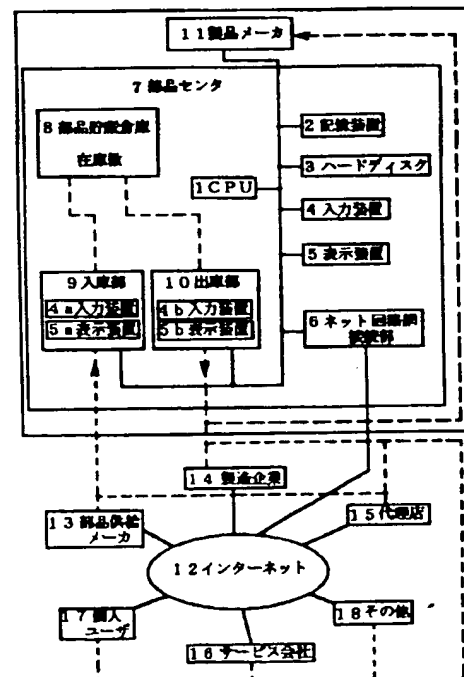 11製品メーカ
7部品センタ
8部品貯蔵倉庫
在庫数
2記憶装置
3ハードディスク
1CPU
4入力装置
5表示装置
9入庫部
4a入力装置
5a表示装置
10出庫部
4b入力装置
5b表示装置
6ネット回路網
接続部
14製造企業
13部品供給
メーカ
15代理店
12インターネット
17個人
ユーザ
18その他
16サービス会社